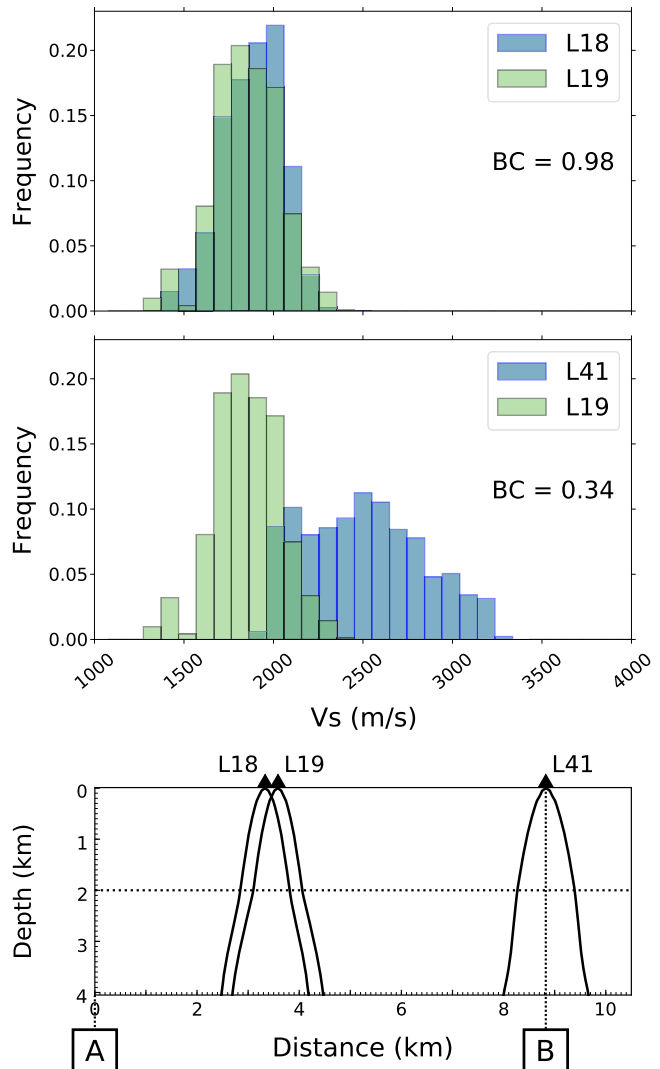 0.20
0.15
0.10
0.05
0.00
Frequency
L18
L19
BC = 0.98
0.20
0.15
0.10
0.05
0.00
Frequency
L41
L19
BC = 0.34
1000 1500 2000 2500 3000 3500 4000
Vs (m/s)
L18 L19 L41
0
1
2
3
4
Depth (km)
0 2 4 6 8 10
A Distance (km) B